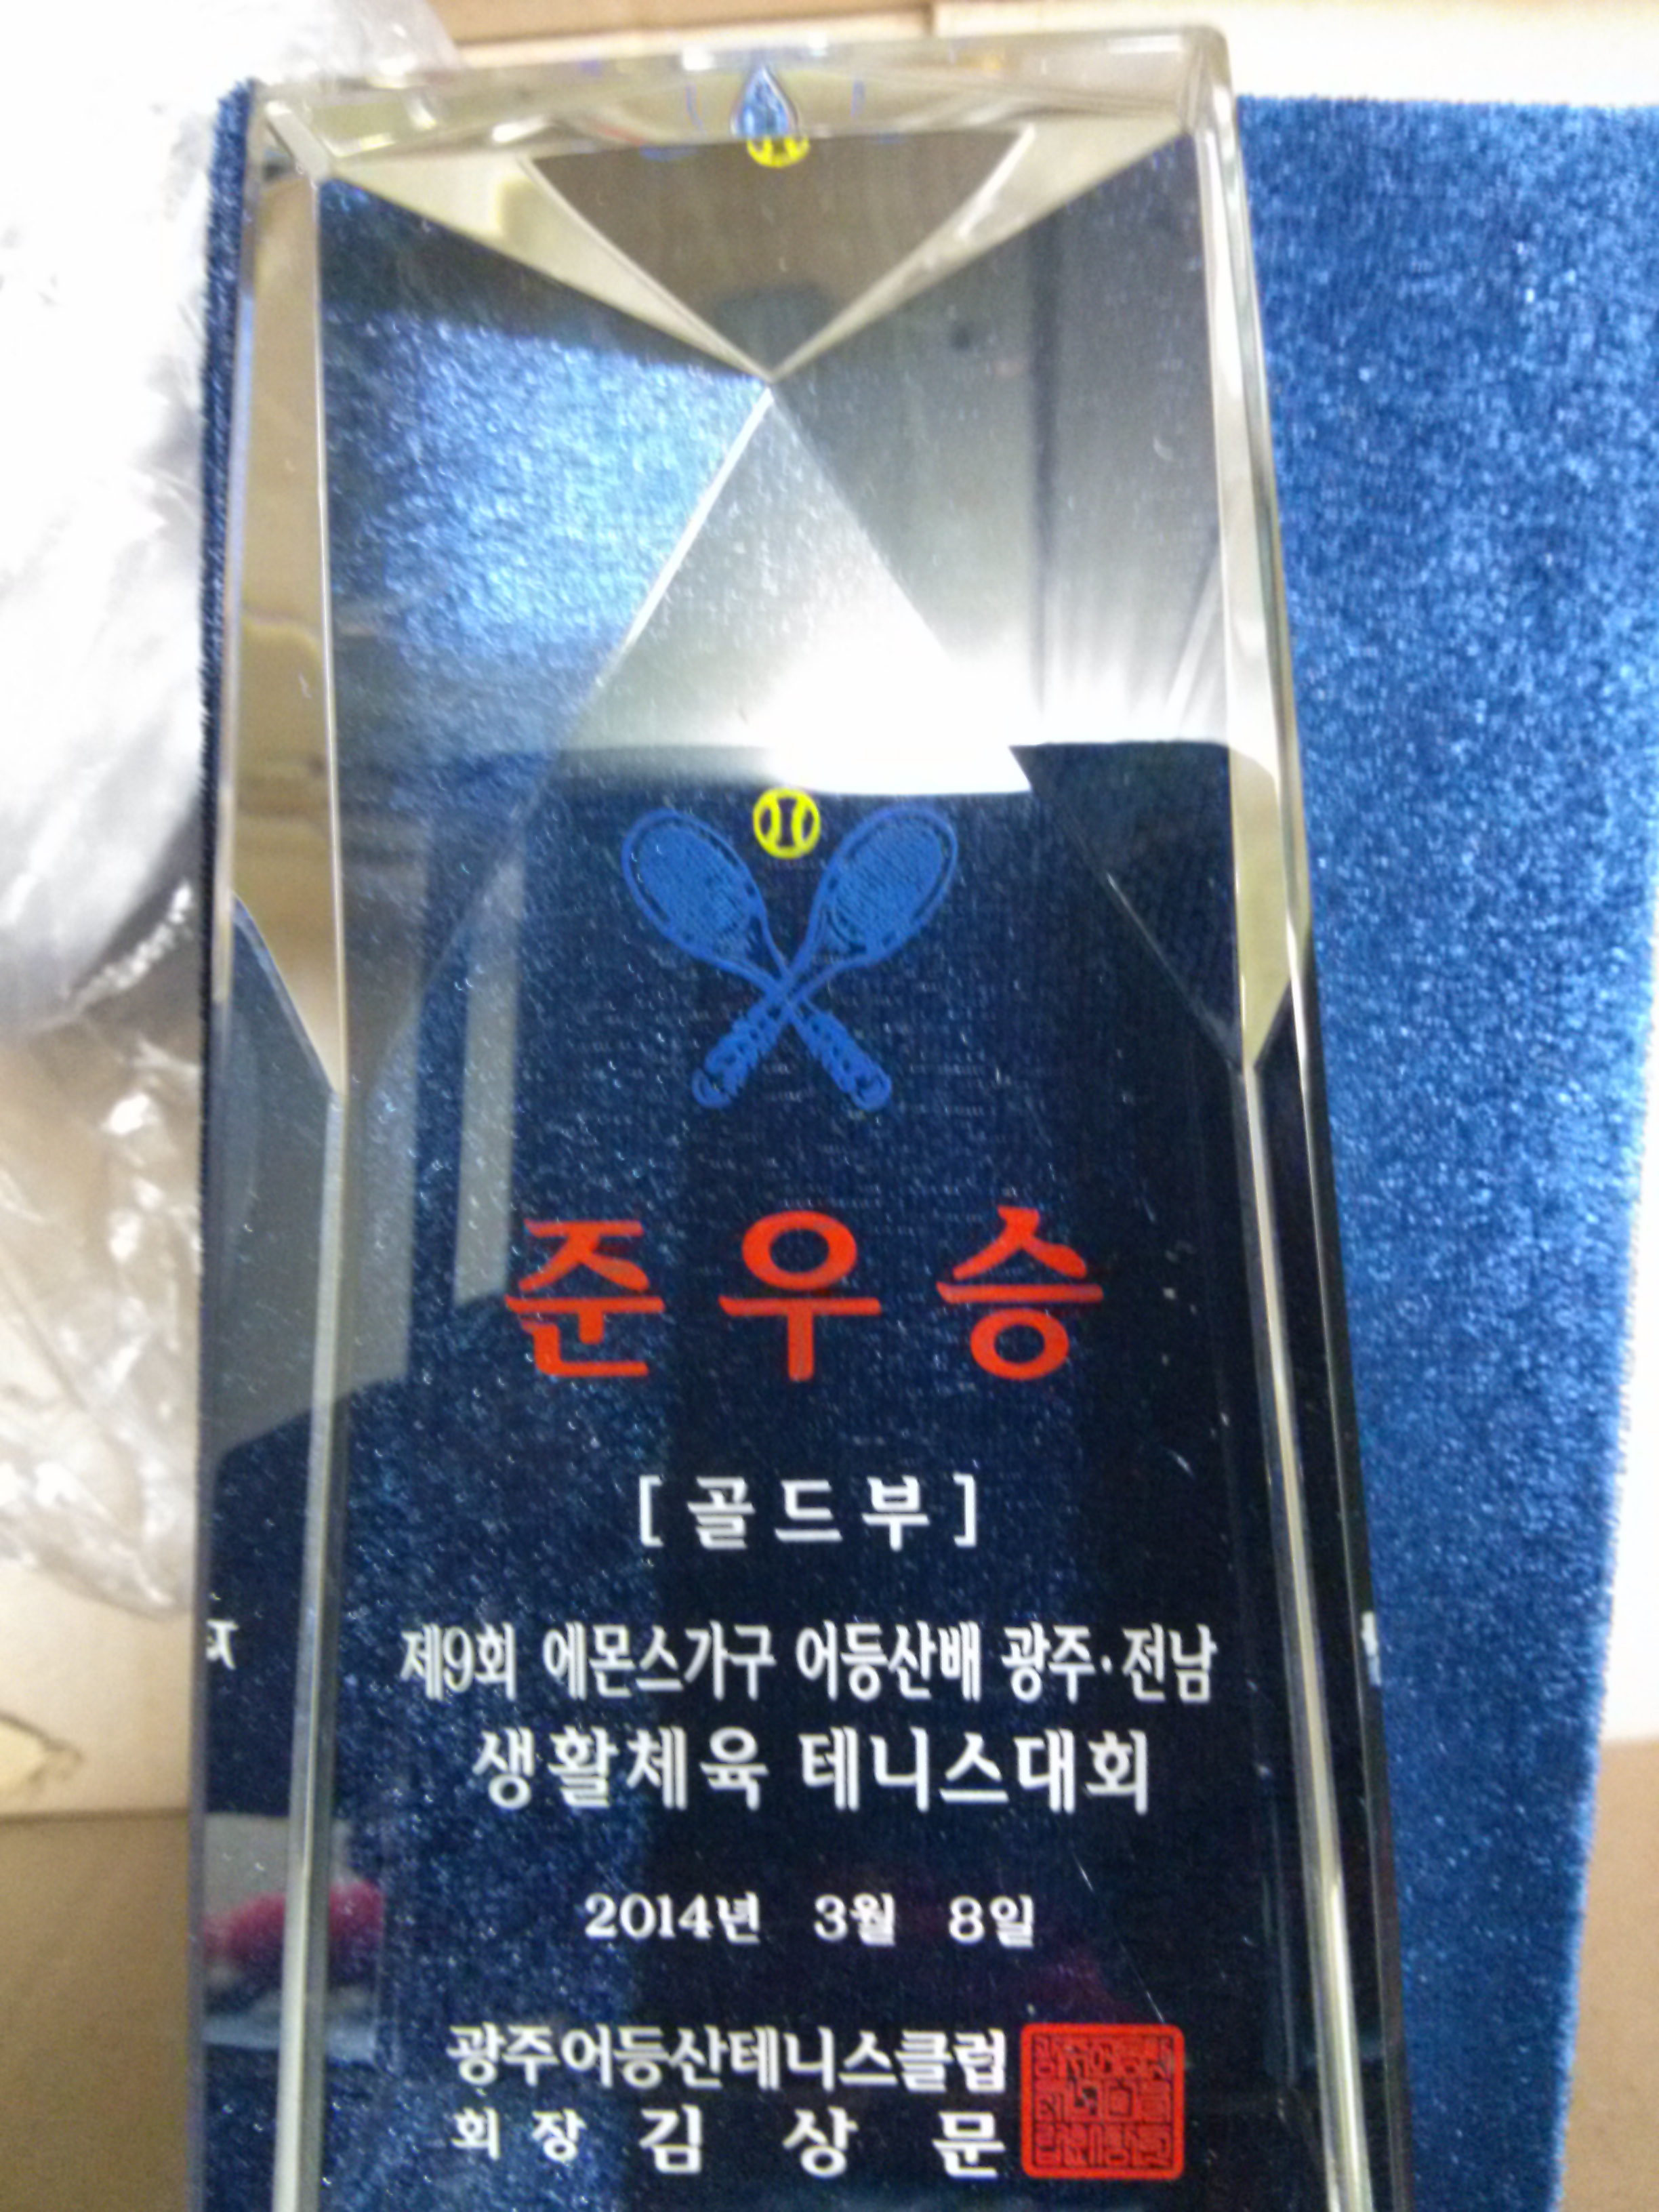 준우승
[골드부]
제9회 에몬스가구 어등산배 광주·전남
생활체육 테니스대회
2014년 3월 8일
광주어등산테니스클럽
회장 김상문